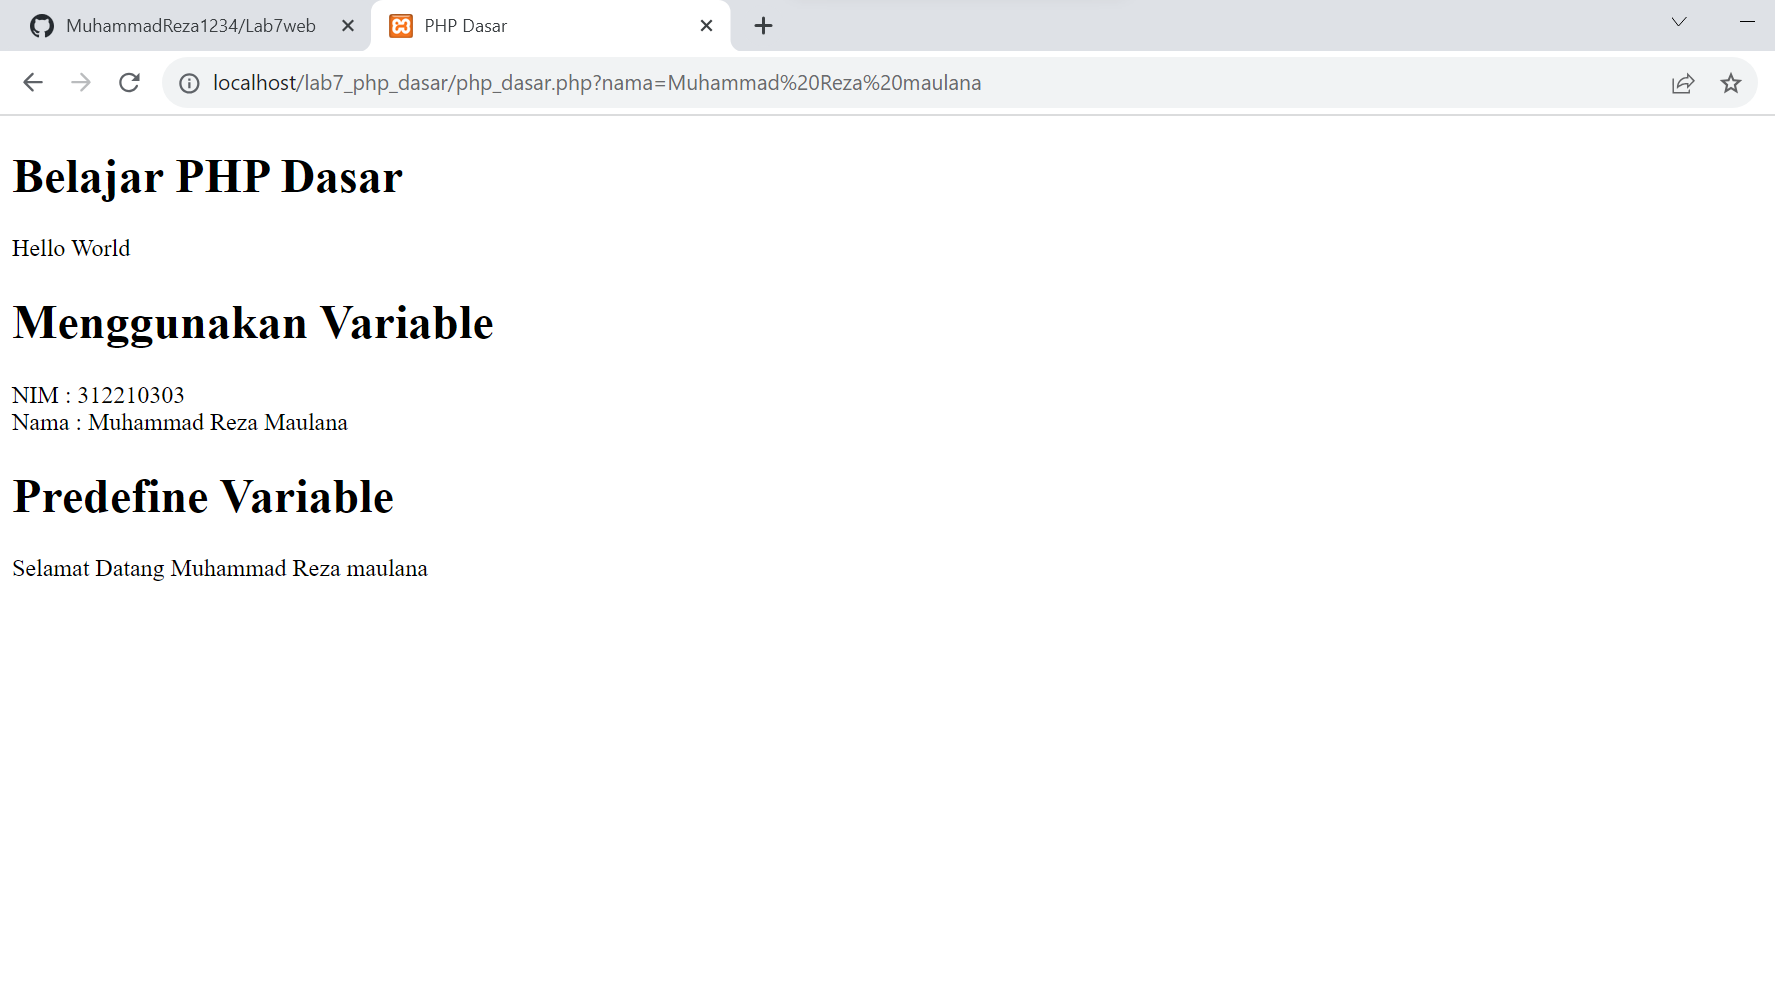 MuhammadReza1234/Lab7web
PHP Dasar
localhost/lab7_php_dasar/php_dasar.php?nama=Muhammad%20Reza%20maulana
Belajar PHP Dasar
Hello World
Menggunakan Variable
NIM : 312210303
Nama : Muhammad Reza Maulana
Predefine Variable
Selamat Datang Muhammad Reza maulana